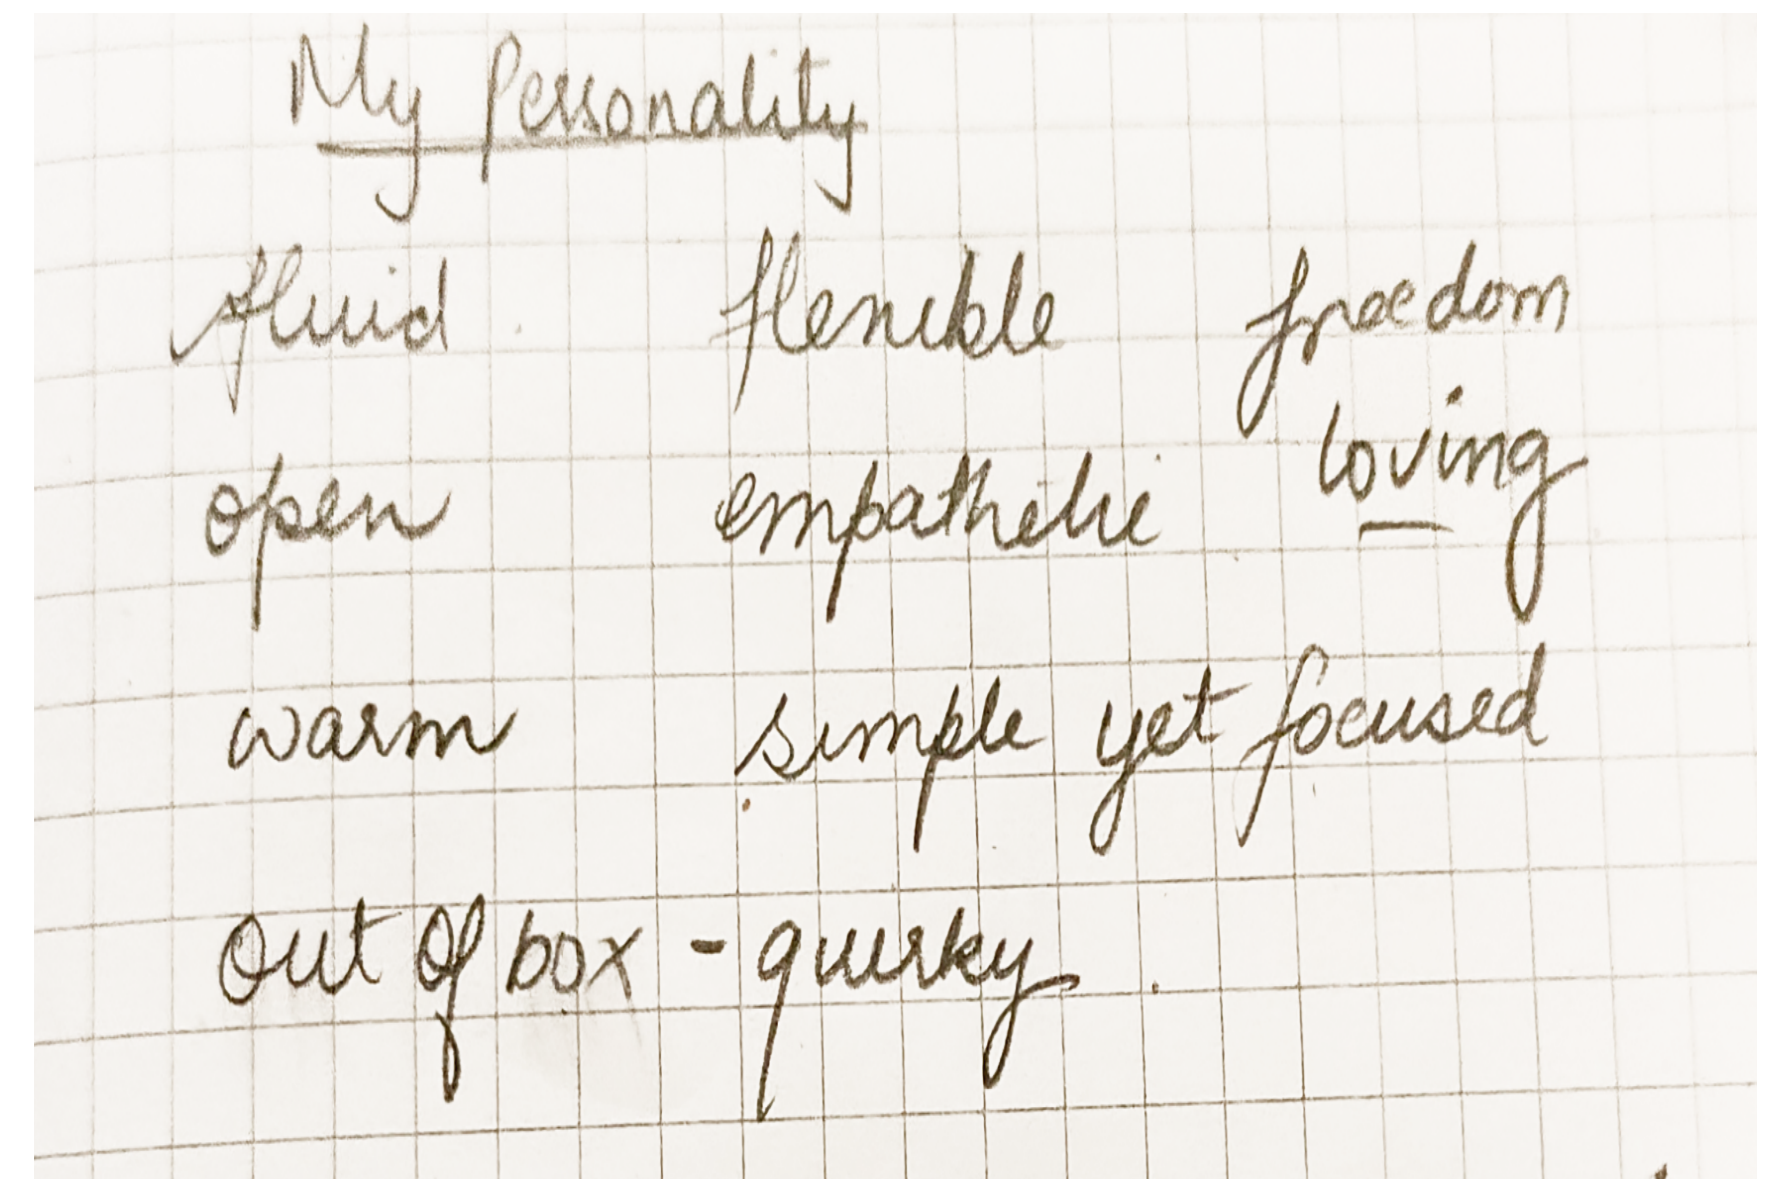 My Personality
fluid flexible freedom
loving
open empathetic
warm simple yet focused
out of box - quirky.